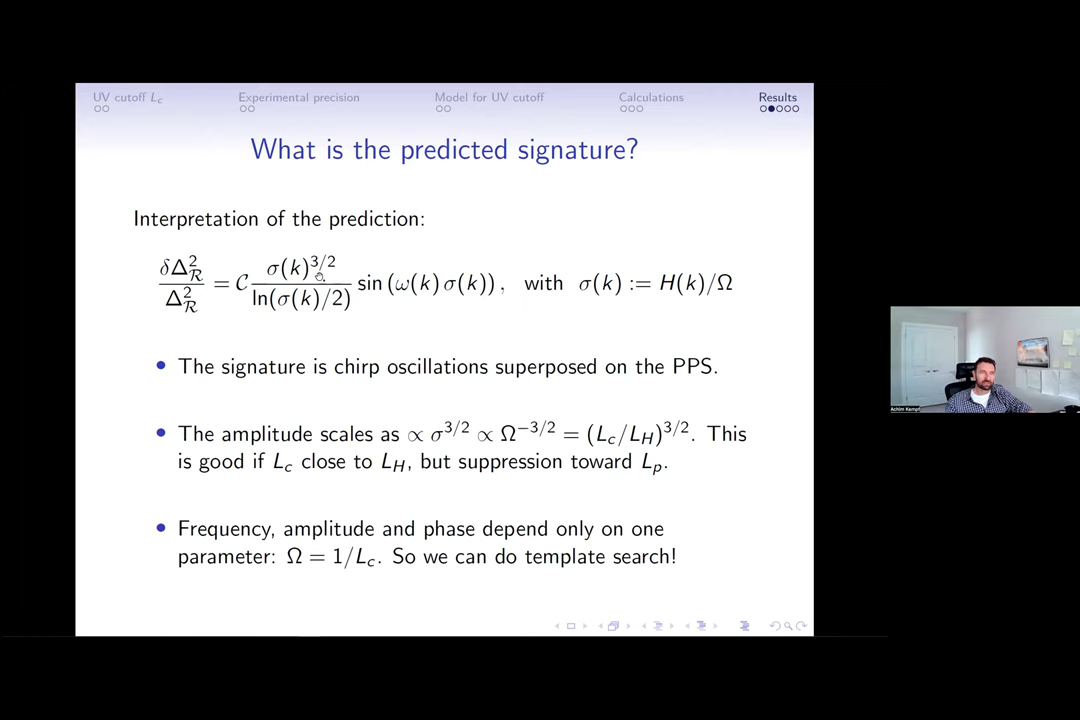 UV cutoff L_c Experimental precision Model for UV cutoff Calculations Results
What is the predicted signature?
Interpretation of the prediction:
δΔ²_ℛ / Δ²_ℛ = 𝒞 σ(k)^{3/2} / ln(σ(k)/2) sin (ω(k) σ(k)) , with σ(k) := H(k)/Ω
• The signature is chirp oscillations superposed on the PPS.
• The amplitude scales as ∝ σ^{3/2} ∝ Ω^{−3/2} = (L_c/L_H)^{3/2}. This
is good if L_c close to L_H, but suppression toward L_p.
• Frequency, amplitude and phase depend only on one
parameter: Ω = 1/L_c. So we can do template search!
Achim Kempf